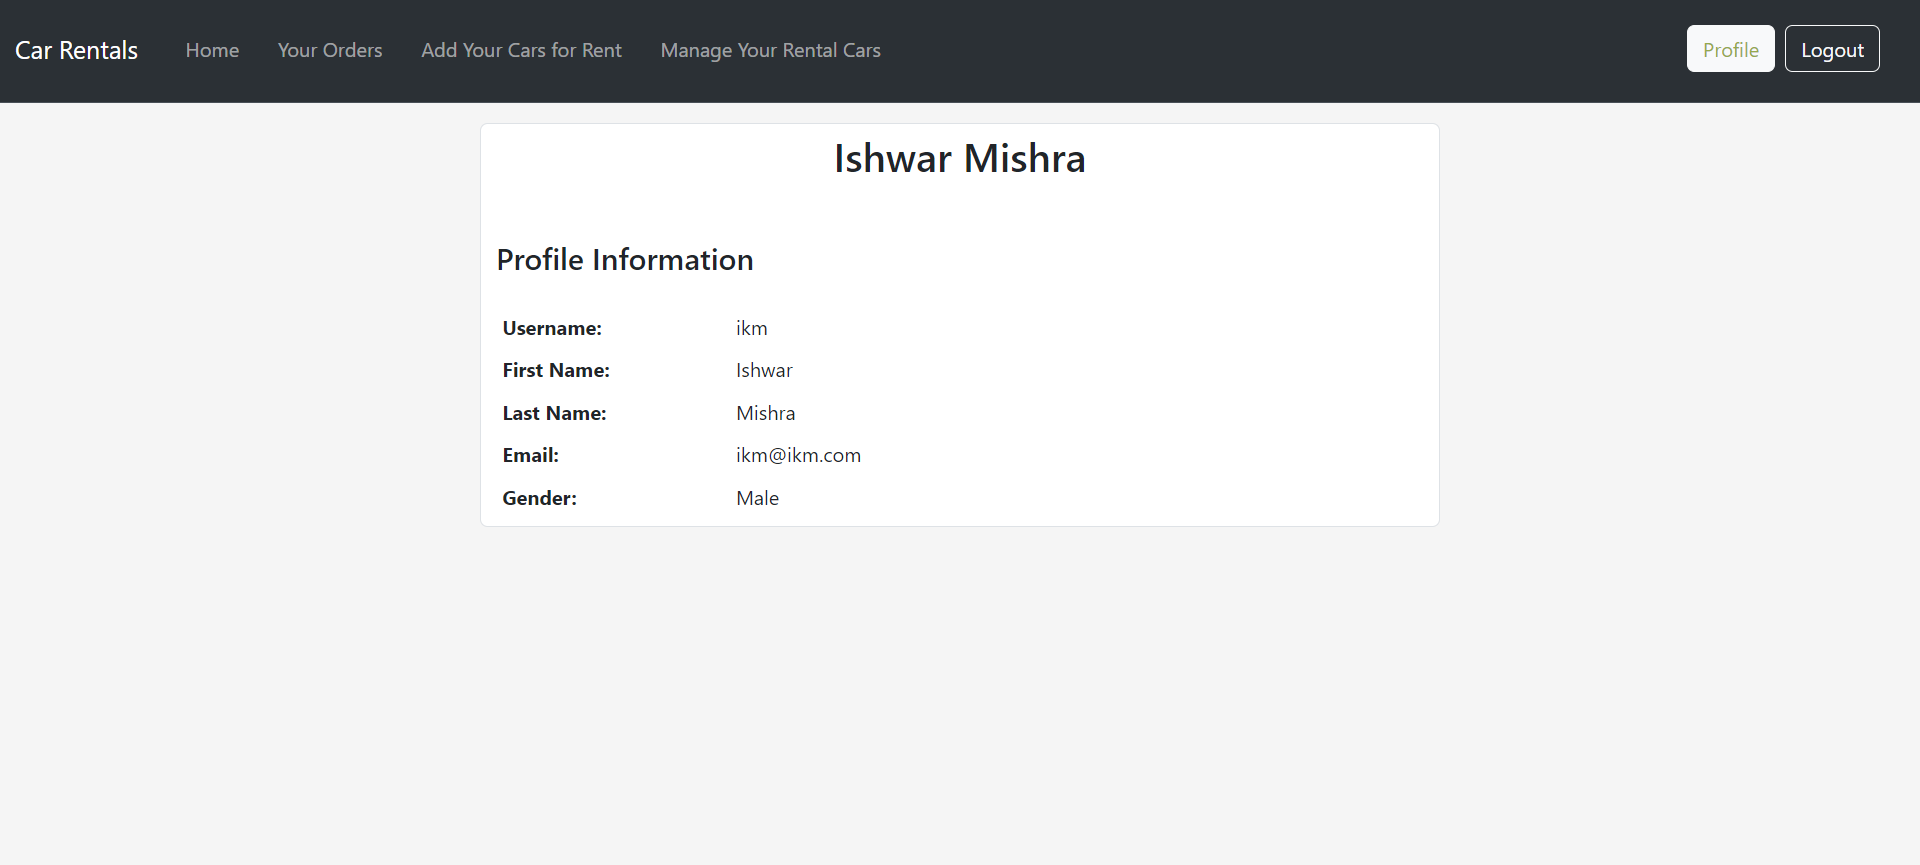 Car Rentals Home Your Orders Add Your Cars for Rent Manage Your Rental Cars Profile Logout
Ishwar Mishra
Profile Information
Username: ikm
First Name: Ishwar
Last Name: Mishra
Email: ikm@ikm.com
Gender: Male